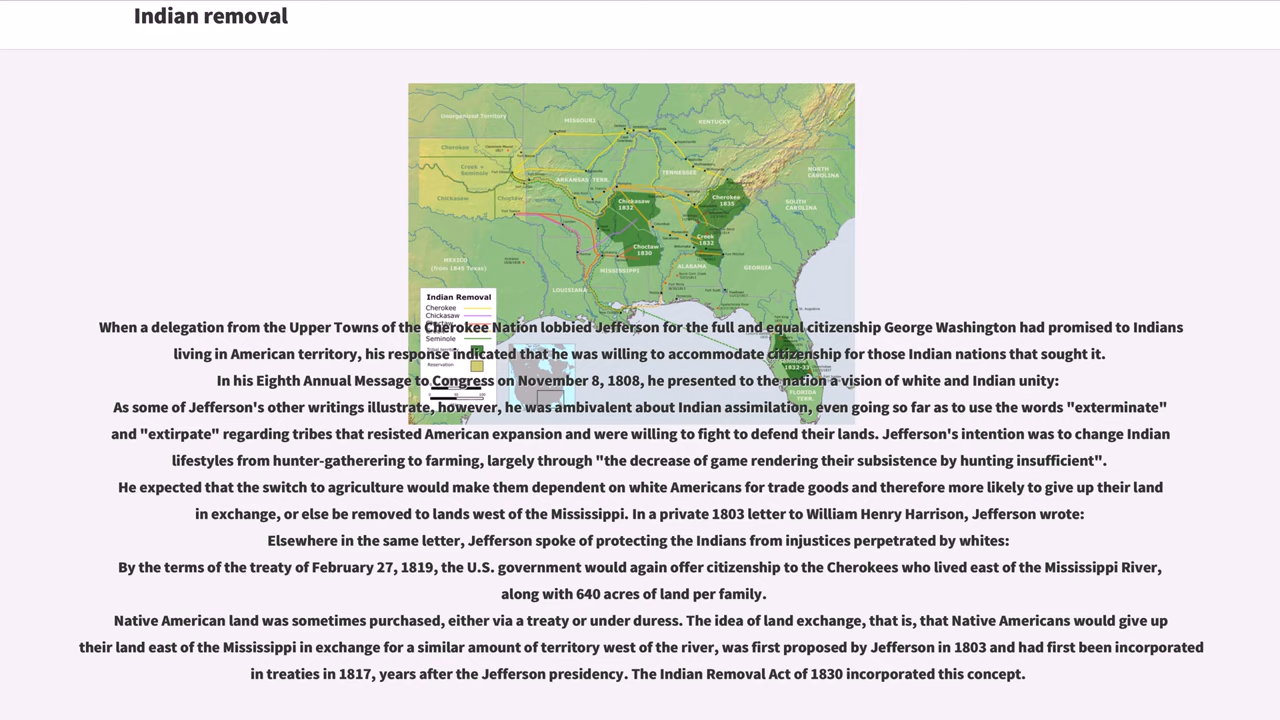 Indian removal
Unorganized Territory
MISSOURI
KENTUCKY
Cherokee
Creek +
Seminole
ARKANSAS TERR.
TENNESSEE
NORTH
CAROLINA
Chickasaw
Choctaw
Chickasaw
1832
Cherokee
1835
SOUTH
CAROLINA
Creek
1832
Choctaw
1830
MEXICO
MISSISSIPPI
ALABAMA
GEORGIA
LOUISIANA
Indian Removal
Cherokee
Chickasaw
Choctaw
Seminole
Reservation
1832-33
FLORIDA
TERR.
When a delegation from the Upper Towns of the Cherokee Nation lobbied Jefferson for the full and equal citizenship George Washington had promised to Indians
living in American territory, his response indicated that he was willing to accommodate citizenship for those Indian nations that sought it.
In his Eighth Annual Message to Congress on November 8, 1808, he presented to the nation a vision of white and Indian unity:
As some of Jefferson's other writings illustrate, however, he was ambivalent about Indian assimilation, even going so far as to use the words "exterminate"
and "extirpate" regarding tribes that resisted American expansion and were willing to fight to defend their lands. Jefferson's intention was to change Indian
lifestyles from hunter-gatherering to farming, largely through "the decrease of game rendering their subsistence by hunting insufficient".
He expected that the switch to agriculture would make them dependent on white Americans for trade goods and therefore more likely to give up their land
in exchange, or else be removed to lands west of the Mississippi. In a private 1803 letter to William Henry Harrison, Jefferson wrote:
Elsewhere in the same letter, Jefferson spoke of protecting the Indians from injustices perpetrated by whites:
By the terms of the treaty of February 27, 1819, the U.S. government would again offer citizenship to the Cherokees who lived east of the Mississippi River,
along with 640 acres of land per family.
Native American land was sometimes purchased, either via a treaty or under duress. The idea of land exchange, that is, that Native Americans would give up
their land east of the Mississippi in exchange for a similar amount of territory west of the river, was first proposed by Jefferson in 1803 and had first been incorporated
in treaties in 1817, years after the Jefferson presidency. The Indian Removal Act of 1830 incorporated this concept.